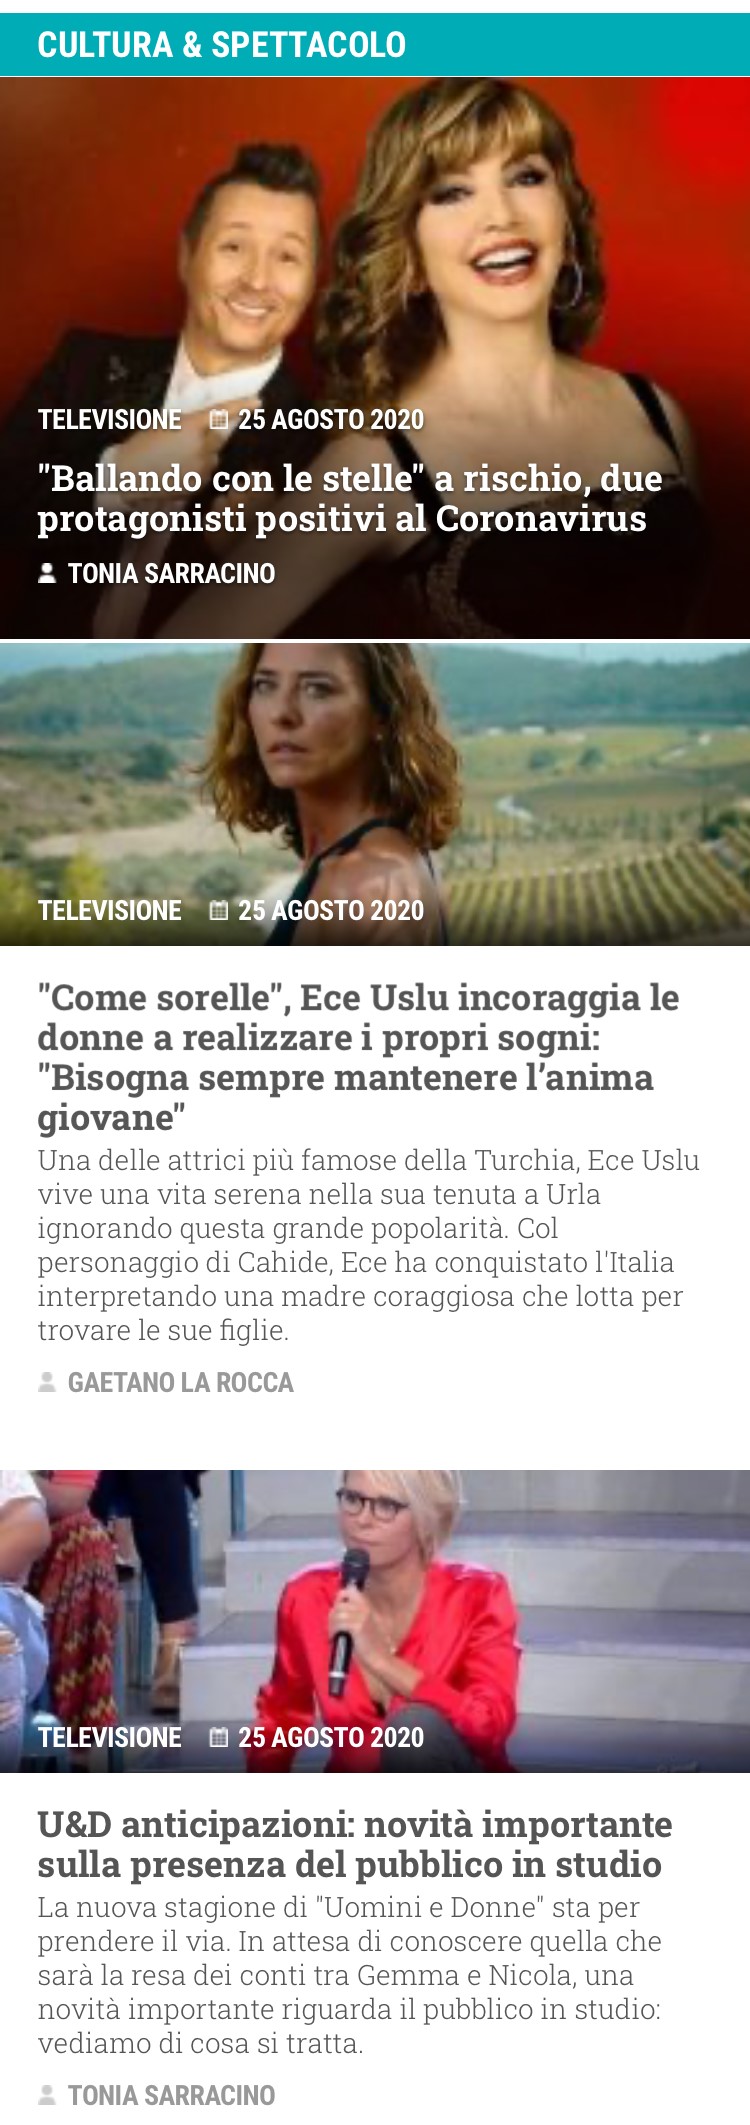 CULTURA & SPETTACOLO
TELEVISIONE 25 AGOSTO 2020
"Ballando con le stelle" a rischio, due
protagonisti positivi al Coronavirus
TONIA SARRACINO
TELEVISIONE 25 AGOSTO 2020
"Come sorelle", Ece Uslu incoraggia le
donne a realizzare i propri sogni:
"Bisogna sempre mantenere l’anima
giovane"
Una delle attrici più famose della Turchia, Ece Uslu
vive una vita serena nella sua tenuta a Urla
ignorando questa grande popolarità. Col
personaggio di Cahide, Ece ha conquistato l'Italia
interpretando una madre coraggiosa che lotta per
trovare le sue figlie.
GAETANO LA ROCCA
TELEVISIONE 25 AGOSTO 2020
U&D anticipazioni: novità importante
sulla presenza del pubblico in studio
La nuova stagione di "Uomini e Donne" sta per
prendere il via. In attesa di conoscere quella che
sarà la resa dei conti tra Gemma e Nicola, una
novità importante riguarda il pubblico in studio:
vediamo di cosa si tratta.
TONIA SARRACINO